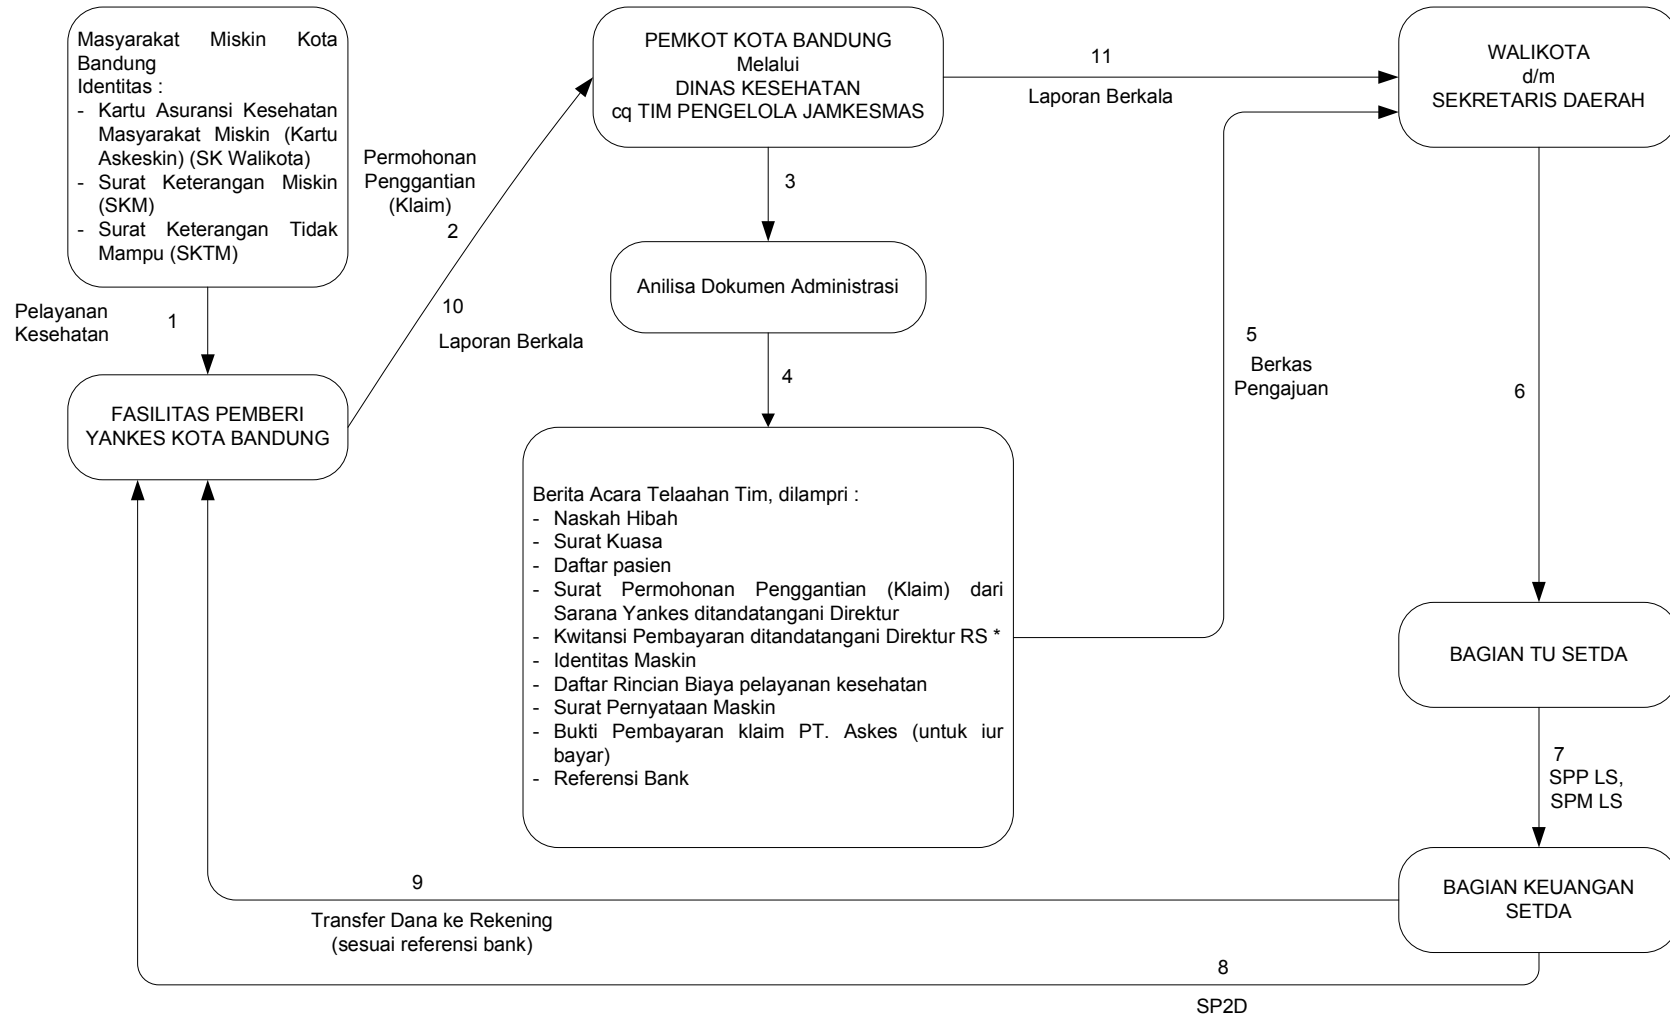 Masyarakat Miskin Kota
Bandung
Identitas :
- Kartu Asuransi Kesehatan
Masyarakat Miskin (Kartu
Askeskin) (SK Walikota)
- Surat Keterangan Miskin
(SKM)
- Surat Keterangan Tidak
Mampu (SKTM)
Pelayanan
Kesehatan
1
FASILITAS PEMBERI
YANKES KOTA BANDUNG
Permohonan
Penggantian
(Klaim)
2
10
Laporan Berkala
PEMKOT KOTA BANDUNG
Melalui
DINAS KESEHATAN
cq TIM PENGELOLA JAMKESMAS
3
Anilisa Dokumen Administrasi
4
Berita Acara Telaahan Tim, dilampri :
- Naskah Hibah
- Surat Kuasa
- Daftar pasien
- Surat Permohonan Penggantian (Klaim) dari
Sarana Yankes ditandatangani Direktur
- Kwitansi Pembayaran ditandatangani Direktur RS *
- Identitas Maskin
- Daftar Rincian Biaya pelayanan kesehatan
- Surat Pernyataan Maskin
- Bukti Pembayaran klaim PT. Askes (untuk iur
bayar)
- Referensi Bank
11
Laporan Berkala
5
Berkas
Pengajuan
WALIKOTA
d/m
SEKRETARIS DAERAH
6
BAGIAN TU SETDA
7
SPP LS,
SPM LS
BAGIAN KEUANGAN
SETDA
9
Transfer Dana ke Rekening
(sesuai referensi bank)
8
SP2D